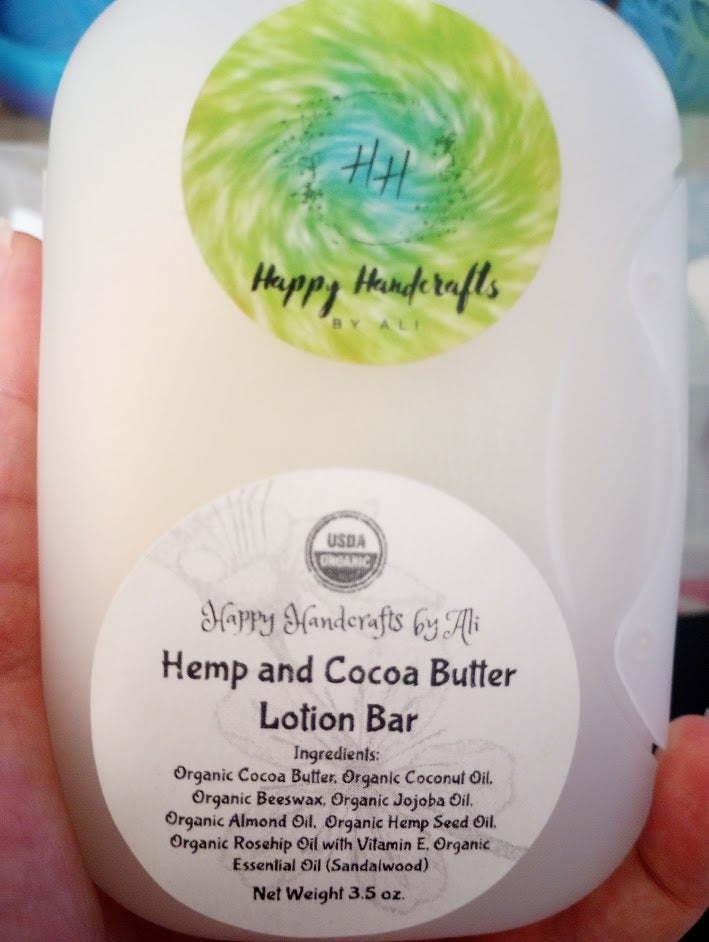 HH
Happy Handcrafts
BY ALI
USDA
ORGANIC
Happy Handcrafts by Ali
Hemp and Cocoa Butter
Lotion Bar
Ingredients:
Organic Cocoa Butter, Organic Coconut Oil,
Organic Beeswax, Organic Jojoba Oil,
Organic Almond Oil, Organic Hemp Seed Oil,
Organic Rosehip Oil with Vitamin E, Organic
Essential Oil (Sandalwood)
Net Weight 3.5 oz.